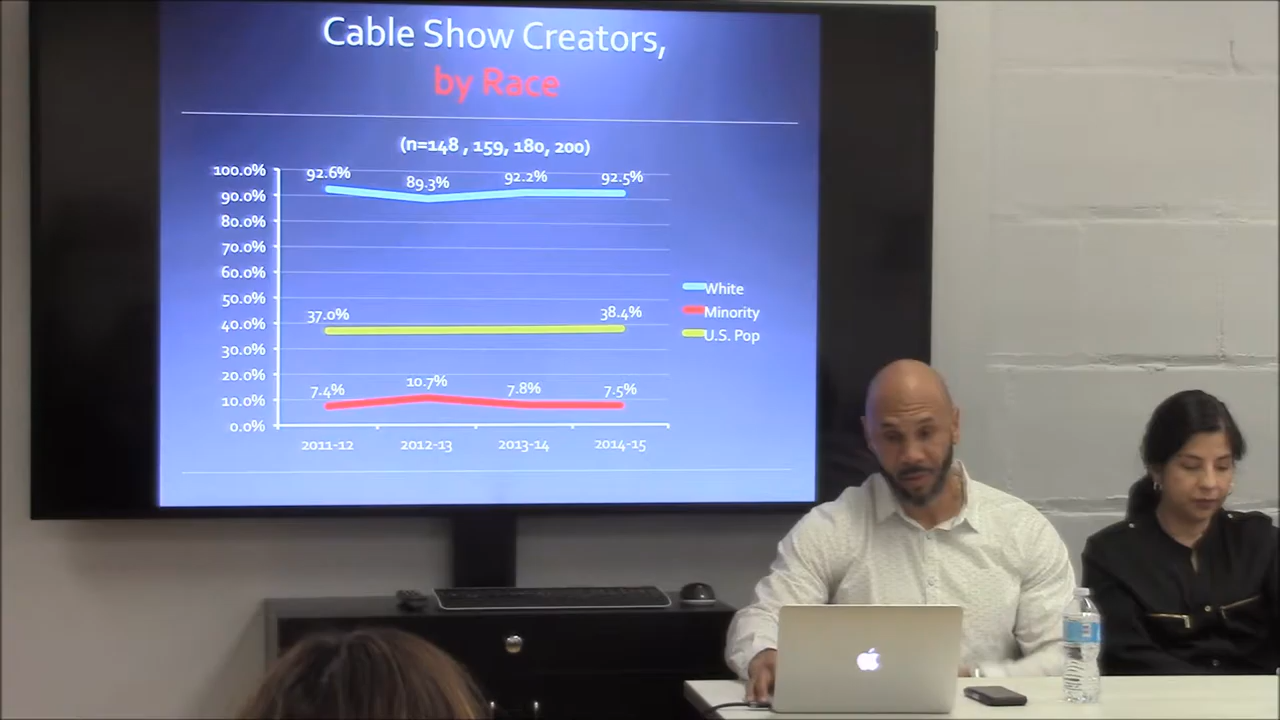 Cable Show Creators,
by Race
(n=148 , 159, 180, 200)
100.0%
90.0%
80.0%
70.0%
60.0%
50.0%
40.0%
30.0%
20.0%
10.0%
0.0%
92.6% 89.3% 92.2% 92.5%
37.0% 38.4%
7.4% 10.7% 7.8% 7.5%
2011-12 2012-13 2013-14 2014-15
White
Minority
U.S. Pop